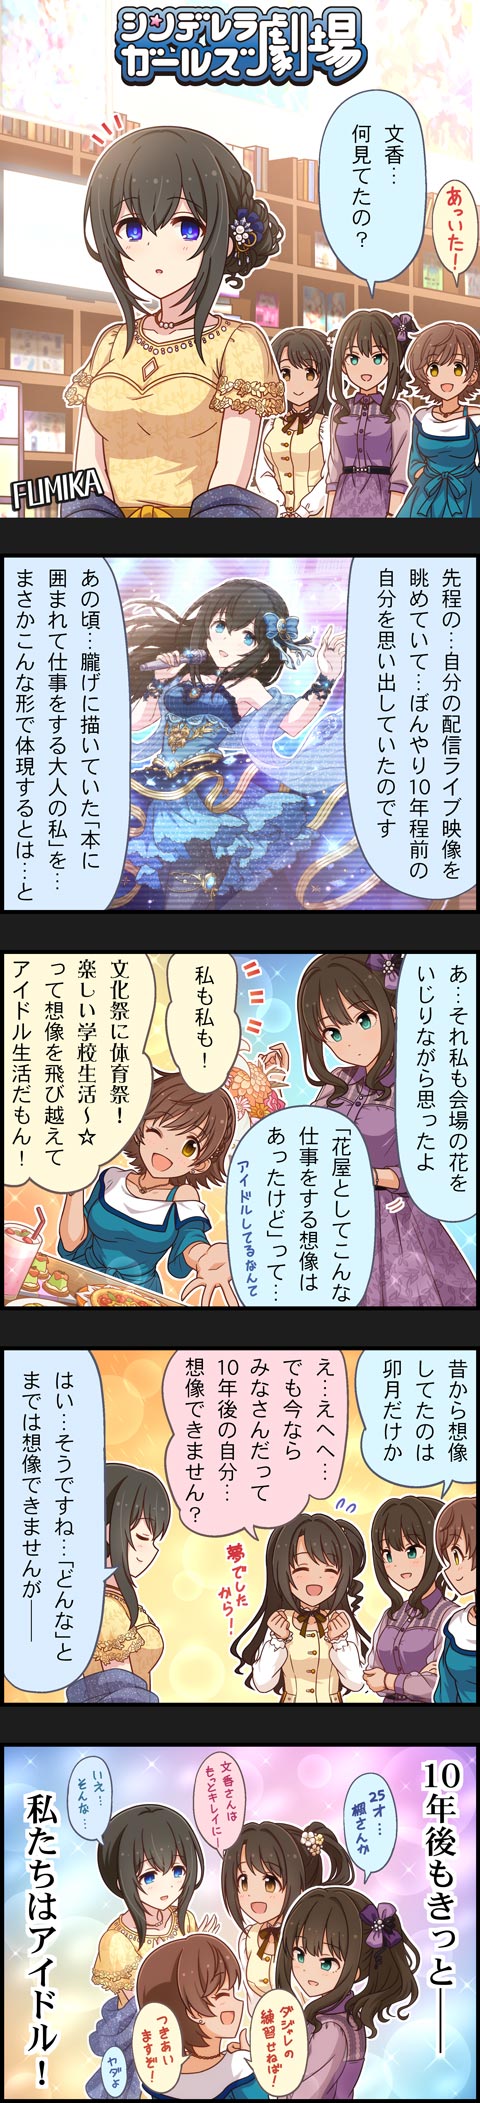 シンデレラ
ガールズ劇場
あっいた！
文香…
何見てたの？
FUMIKA
先程の…自分の配信ライブ映像を
眺めていて…ぼんやり10年程前の
自分を思い出していたのです
あの頃…朧げに描いていた「本に
囲まれて仕事をする大人の私」を…
まさかこんな形で体現するとは…と
あ…それ私も会場の花を
いじりながら思ったよ
「花屋としてこんな
仕事をする想像は
あったけど」って…
アイドルしてるなんて
私も私も！
文化祭に体育祭！
楽しい学校生活～☆
って想像を飛び越えて
アイドル生活だもん！
昔から想像
してたのは
卯月だけか
え…えへへ…
でも今なら
みなさんだって
10年後の自分…
想像できません？
夢でした
から！
はい…そうですね…「どんな」と
までは想像できませんが――
10年後もきっと――
25才…
楓さんか
文香さんは
もっとキレイに―
いえ…
そんな…
ダジャレの
練習せねば！
つきあい
ますぞ！
ヤダよ
私たちはアイドル！